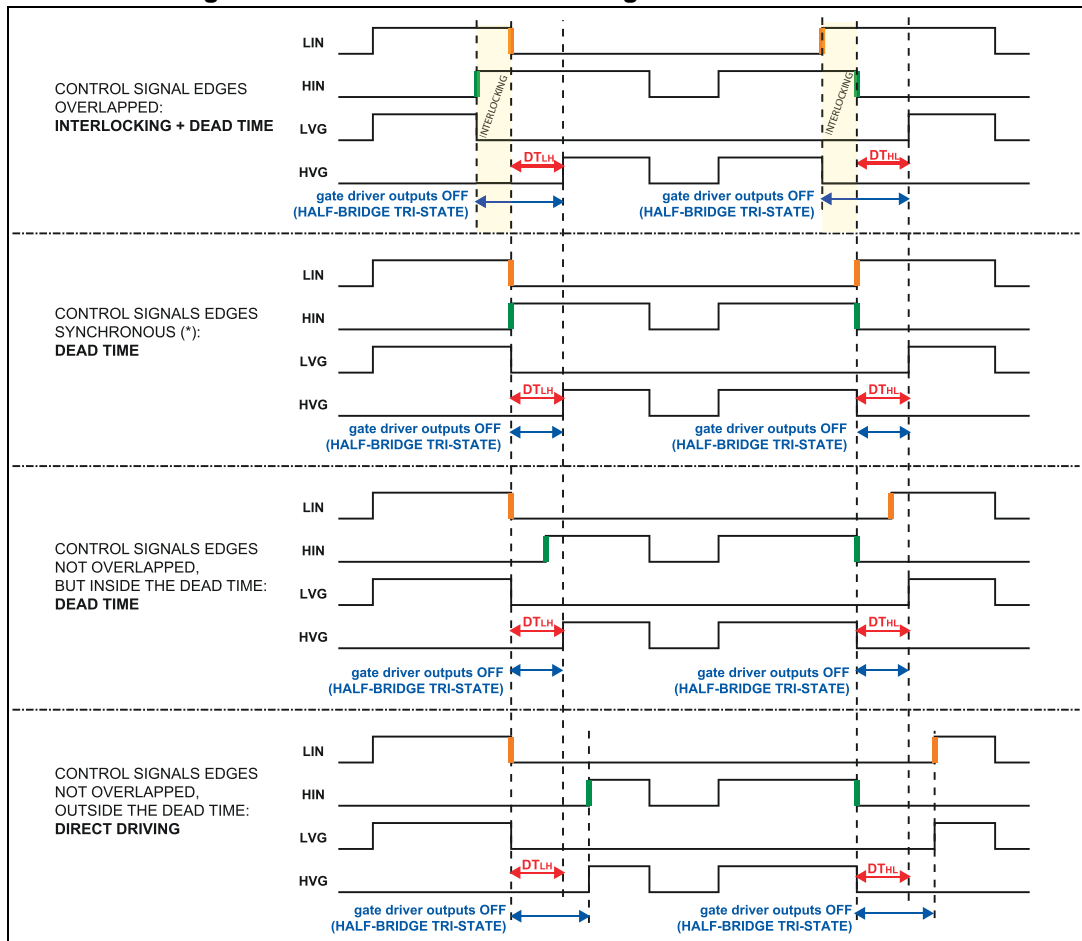 LIN
HIN
CONTROL SIGNAL EDGES
OVERLAPPED:
INTERLOCKING + DEAD TIME
INTERLOCKING
INTERLOCKING
LVG
DTLH
DTHL
HVG
gate driver outputs OFF
(HALF-BRIDGE TRI-STATE)
gate driver outputs OFF
(HALF-BRIDGE TRI-STATE)
LIN
CONTROL SIGNALS EDGES
SYNCHRONOUS (*):
DEAD TIME
HIN
LVG
DTLH
DTHL
HVG
gate driver outputs OFF
(HALF-BRIDGE TRI-STATE)
gate driver outputs OFF
(HALF-BRIDGE TRI-STATE)
LIN
CONTROL SIGNALS EDGES
NOT OVERLAPPED,
BUT INSIDE THE DEAD TIME:
DEAD TIME
HIN
LVG
DTLH
DTHL
HVG
gate driver outputs OFF
(HALF-BRIDGE TRI-STATE)
gate driver outputs OFF
(HALF-BRIDGE TRI-STATE)
LIN
CONTROL SIGNALS EDGES
NOT OVERLAPPED,
OUTSIDE THE DEAD TIME:
DIRECT DRIVING
HIN
LVG
DTLH
DTHL
HVG
gate driver outputs OFF
(HALF-BRIDGE TRI-STATE)
gate driver outputs OFF
(HALF-BRIDGE TRI-STATE)